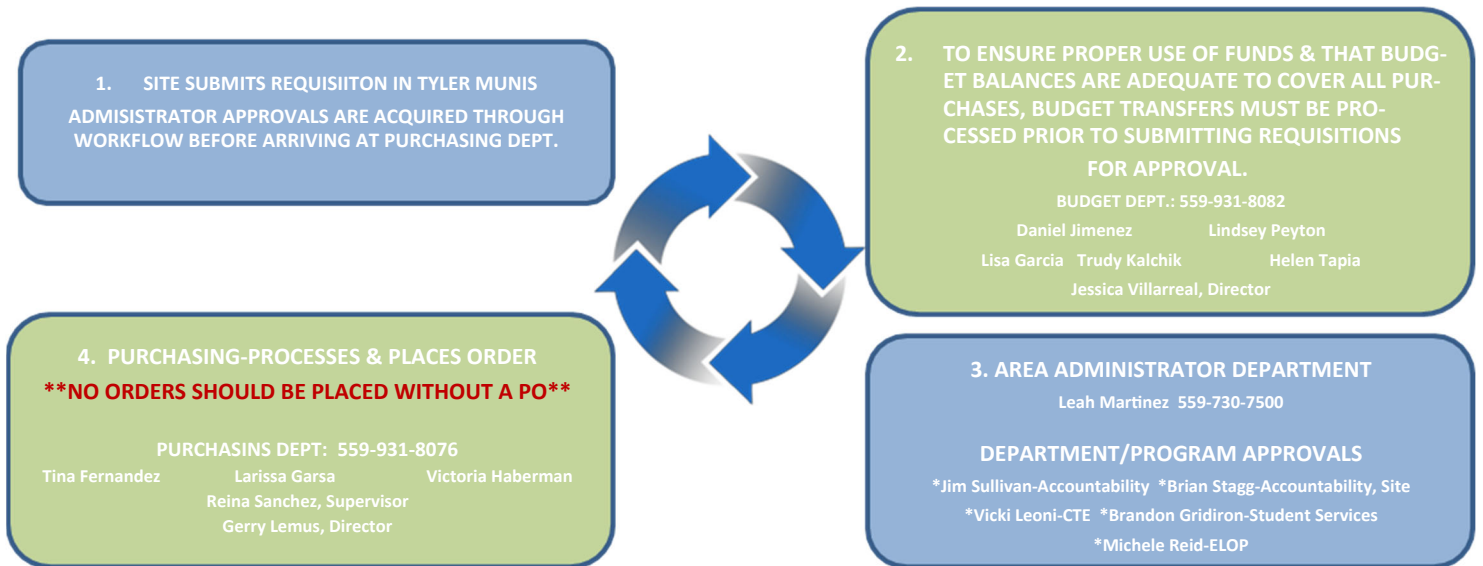 1. SITE SUBMITS REQUISIITON IN TYLER MUNIS
ADMISISTRATOR APPROVALS ARE ACQUIRED THROUGH
WORKFLOW BEFORE ARRIVING AT PURCHASING DEPT.
2. TO ENSURE PROPER USE OF FUNDS & THAT BUDG-
ET BALANCES ARE ADEQUATE TO COVER ALL PUR-
CHASES, BUDGET TRANSFERS MUST BE PRO-
CESSED PRIOR TO SUBMITTING REQUISITIONS
FOR APPROVAL.
BUDGET DEPT.: 559-931-8082
Daniel Jimenez Lindsey Peyton
Lisa Garcia Trudy Kalchik Helen Tapia
Jessica Villarreal, Director
3. AREA ADMINISTRATOR DEPARTMENT
Leah Martinez 559-730-7500
DEPARTMENT/PROGRAM APPROVALS
*Jim Sullivan-Accountability *Brian Stagg-Accountability, Site
*Vicki Leoni-CTE *Brandon Gridiron-Student Services
*Michele Reid-ELOP
4. PURCHASING-PROCESSES & PLACES ORDER
**NO ORDERS SHOULD BE PLACED WITHOUT A PO**
PURCHASINS DEPT: 559-931-8076
Tina Fernandez Larissa Garsa Victoria Haberman
Reina Sanchez, Supervisor
Gerry Lemus, Director